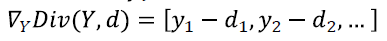 ∇_Y Div(Y, d) = [y_1 − d_1, y_2 − d_2, … ]